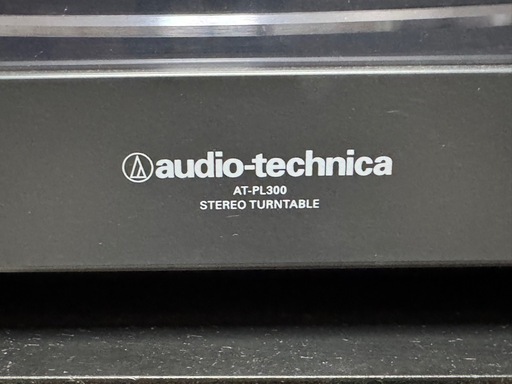 audio-technica
AT-PL300
STEREO TURNTABLE